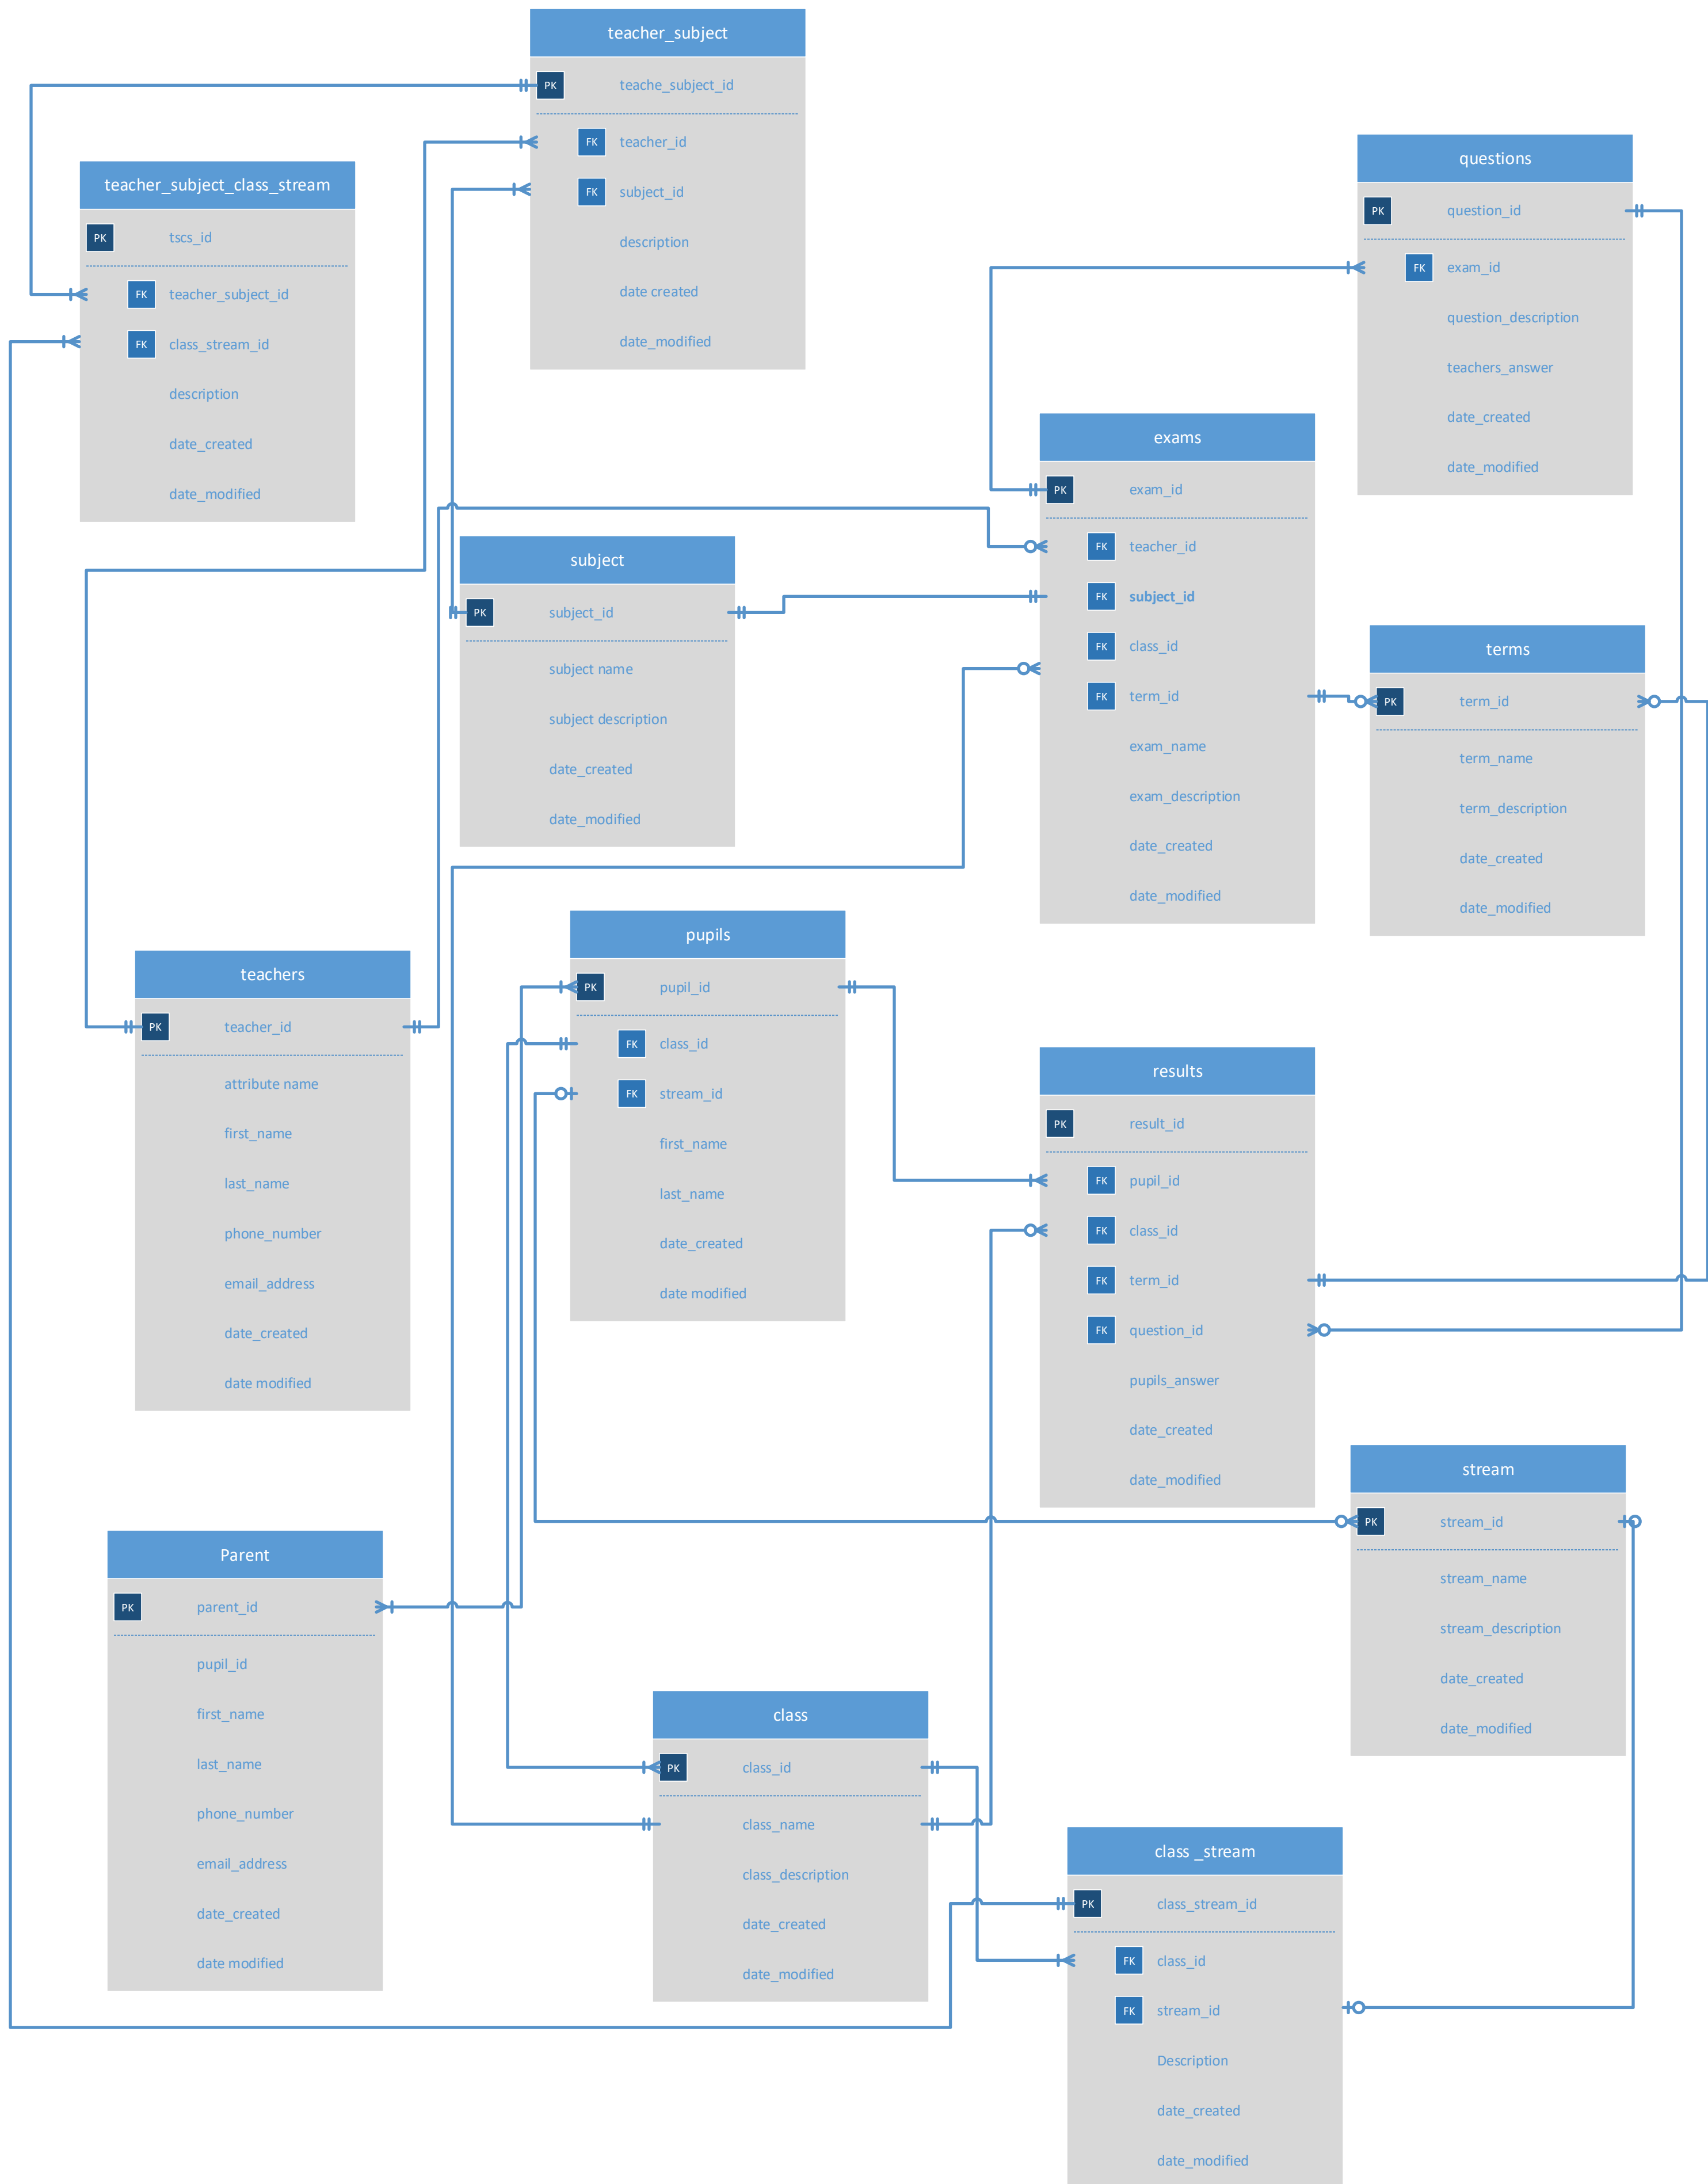 teacher_subject
PK teache_subject_id
FK teacher_id
FK subject_id
description
date created
date_modified
teacher_subject_class_stream
PK tscs_id
FK teacher_subject_id
FK class_stream_id
description
date_created
date_modified
questions
PK question_id
FK exam_id
question_description
teachers_answer
date_created
date_modified
exams
PK exam_id
FK teacher_id
FK subject_id
FK class_id
FK term_id
exam_name
exam_description
date_created
date_modified
subject
PK subject_id
subject name
subject description
date_created
date_modified
terms
PK term_id
term_name
term_description
date_created
date_modified
pupils
PK pupil_id
FK class_id
FK stream_id
first_name
last_name
date_created
date modified
teachers
PK teacher_id
attribute name
first_name
last_name
phone_number
email_address
date_created
date modified
results
PK result_id
FK pupil_id
FK class_id
FK term_id
FK question_id
pupils_answer
date_created
date_modified
stream
PK stream_id
stream_name
stream_description
date_created
date_modified
Parent
PK parent_id
pupil_id
first_name
last_name
phone_number
email_address
date_created
date modified
class
PK class_id
class_name
class_description
date_created
date_modified
class _stream
PK class_stream_id
FK class_id
FK stream_id
Description
date_created
date_modified